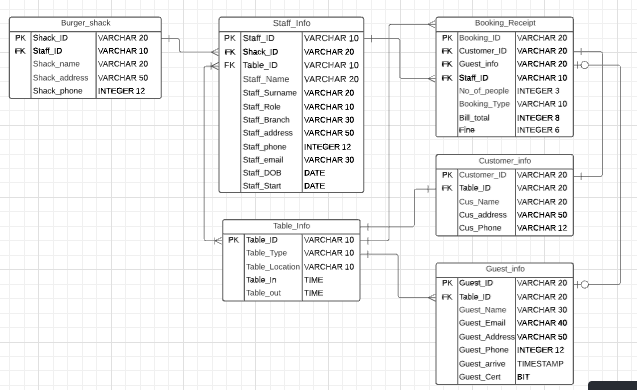 Burger_shack
PK Shack_ID VARCHAR 20
FK Staff_ID VARCHAR 10
Shack_name VARCHAR 20
Shack_address VARCHAR 50
Shack_phone INTEGER 12
Staff_Info
PK Staff_ID VARCHAR 10
FK Shack_ID VARCHAR 20
FK Table_ID VARCHAR 10
Staff_Name VARCHAR 20
Staff_Surname VARCHAR 20
Staff_Role VARCHAR 10
Staff_Branch VARCHAR 30
Staff_address VARCHAR 50
Staff_phone INTEGER 12
Staff_email VARCHAR 30
Staff_DOB DATE
Staff_Start DATE
Table_Info
PK Table_ID VARCHAR 10
Table_Type VARCHAR 10
Table_Location VARCHAR 10
Table_In TIME
Table_out TIME
Booking_Receipt
PK Booking_ID VARCHAR 20
FK Customer_ID VARCHAR 20
FK Guest_info VARCHAR 20
FK Staff_ID VARCHAR 10
No_of_people INTEGER 3
Booking_Type VARCHAR 10
Bill_total INTEGER 8
Fine INTEGER 6
Customer_info
PK Customer_ID VARCHAR 20
FK Table_ID VARCHAR 20
Cus_Name VARCHAR 20
Cus_address VARCHAR 50
Cus_Phone VARCHAR 12
Guest_info
PK Guest_ID VARCHAR 20
FK Table_ID VARCHAR 20
Guest_Name VARCHAR 30
Guest_Email VARCHAR 40
Guest_Address VARCHAR 50
Guest_Phone INTEGER 12
Guest_arrive TIMESTAMP
Guest_Cert BIT